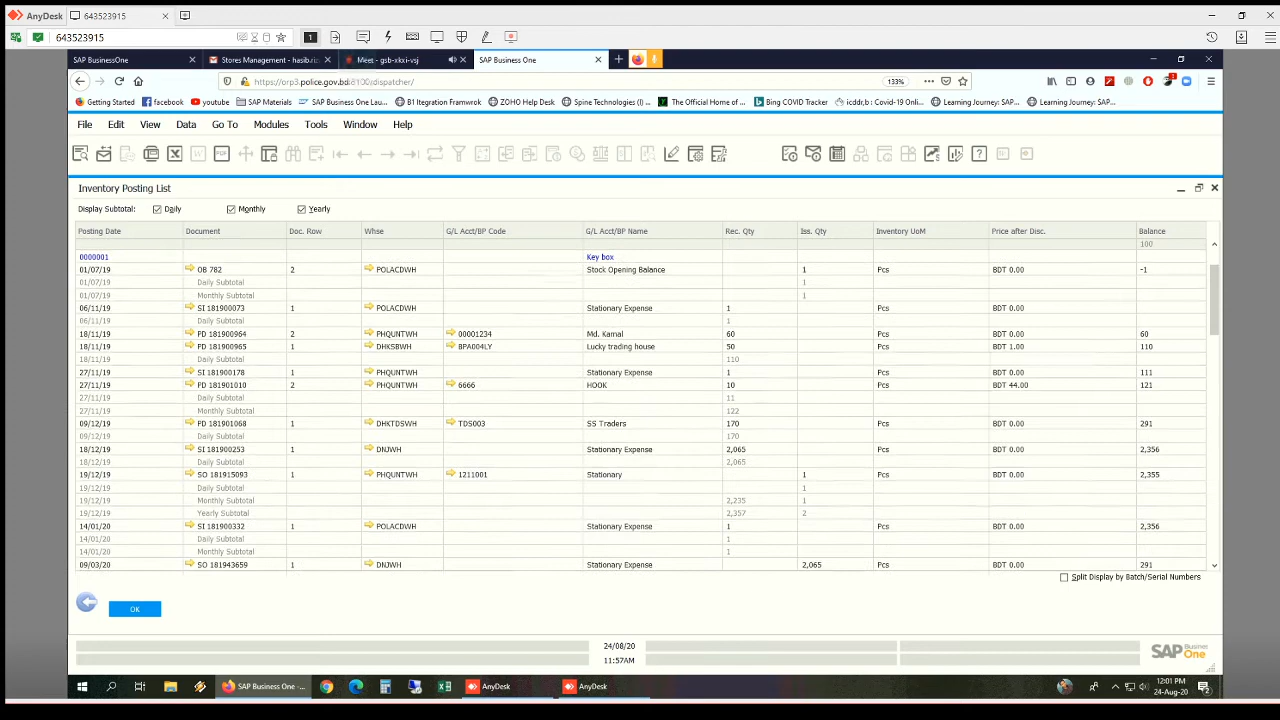 AnyDesk 643523915
643523915 1
SAP BusinessOne Stores Management - hasib.ris Meet - gsb-xkxi-vsj SAP Business One
133%
Getting Started facebook youtube SAP Materials SAP Business One Lau... B1 ITegration Framwrok ZOHO Help Desk Spine Technologies (I... The Official Home of ... Bing COVID Tracker icddr,b : Covid-19 Onli... Learning Journey: SAP... Learning Journey: SAP...
File Edit View Data Go To Modules Tools Window Help
Inventory Posting List
Display Subtotal: Daily Monthly Yearly
Posting Date Document Doc. Row Whse G/L Acct/BP Code G/L Acct/BP Name Rec. Qty Iss. Qty Inventory UoM Price after Disc. Balance
100
0000001 Key box
01/07/19 OB 782 2 POLACDWH Stock Opening Balance 1 Pcs BDT 0.00 -1
01/07/19 Daily Subtotal 1
01/07/19 Monthly Subtotal 1
06/11/19 SI 181900073 1 POLACDWH Stationary Expense 1 Pcs BDT 0.00
06/11/19 Daily Subtotal 1
18/11/19 PD 181900964 2 PHQUNTWH 00001234 Md. Kamal 60 Pcs BDT 0.00 60
18/11/19 PD 181900965 1 DHKSBWH BPA004LY Lucky trading house 50 Pcs BDT 1.00 110
18/11/19 Daily Subtotal 110
27/11/19 SI 181900178 1 PHQUNTWH Stationary Expense 1 Pcs BDT 0.00 111
27/11/19 PD 181901010 2 PHQUNTWH 6666 HOOK 10 Pcs BDT 44.00 121
27/11/19 Daily Subtotal 11
27/11/19 Monthly Subtotal 122
09/12/19 PD 181901068 1 DHKTDSWH TDS003 SS Traders 170 Pcs BDT 0.00 291
09/12/19 Daily Subtotal 170
18/12/19 SI 181900253 1 DNJWH Stationary Expense 2,065 Pcs BDT 0.00 2,356
18/12/19 Daily Subtotal 2,065
19/12/19 SO 181915093 1 PHQUNTWH 1211001 Stationary 1 Pcs BDT 0.00 2,355
19/12/19 Daily Subtotal 1
19/12/19 Monthly Subtotal 2,235 1
19/12/19 Yearly Subtotal 2,357 2
14/01/20 SI 181900332 1 POLACDWH Stationary Expense 1 Pcs BDT 0.00 2,356
14/01/20 Daily Subtotal 1
14/01/20 Monthly Subtotal 1
09/03/20 SO 181943659 1 DNJWH Stationary Expense 2,065 Pcs BDT 0.00 291
Split Display by Batch/Serial Numbers
OK
24/08/20
11:57AM
SAP Business One
SAP Business One -... AnyDesk AnyDesk 12:01 PM
24-Aug-20 2